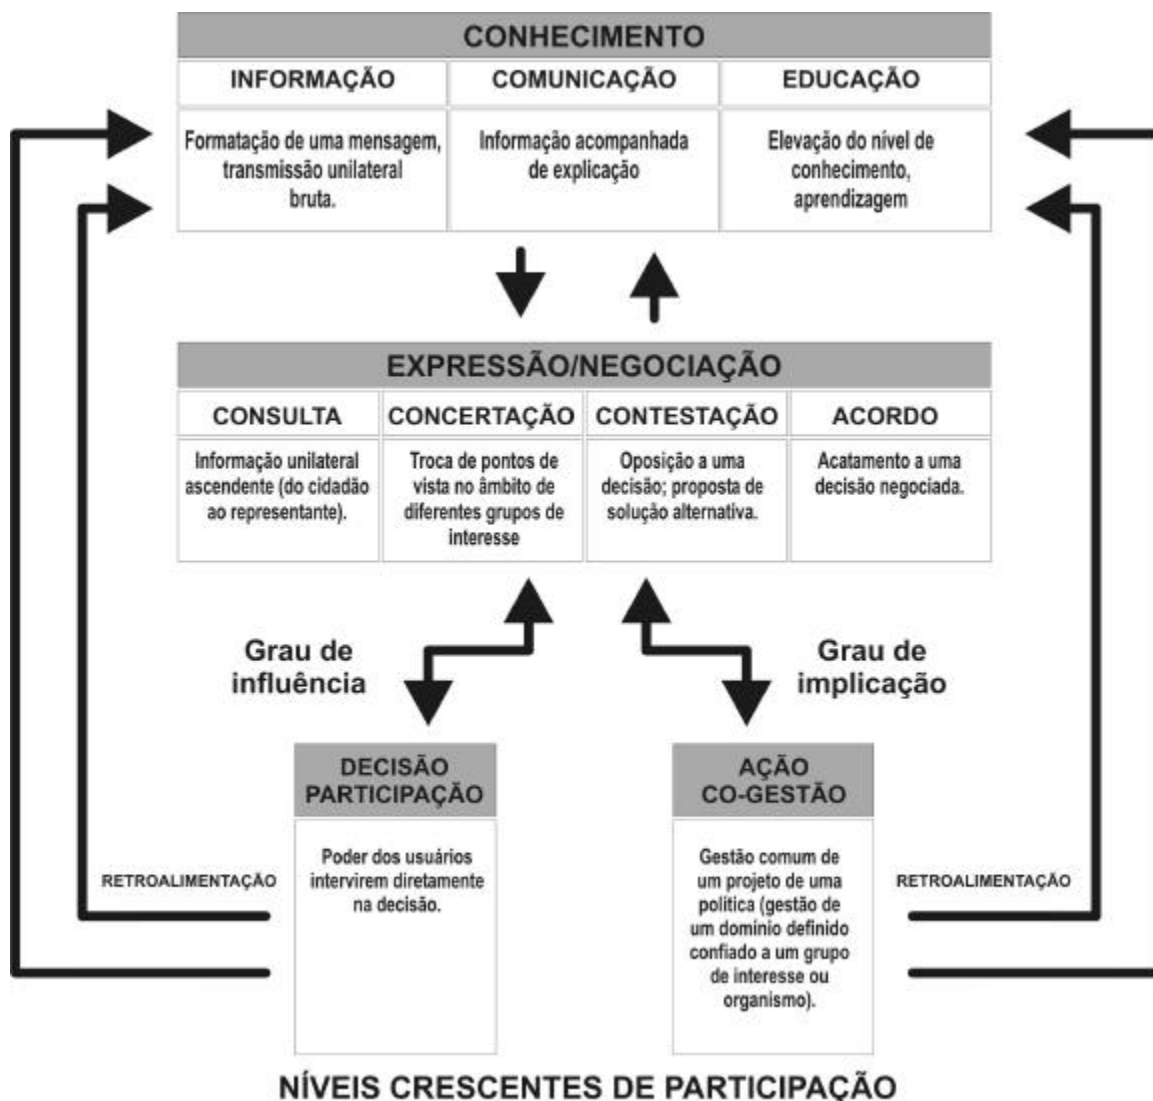 CONHECIMENTO
INFORMAÇÃO
COMUNICAÇÃO
EDUCAÇÃO
Formatação de uma mensagem,
transmissão unilateral
bruta.
Informação acompanhada
de explicação
Elevação do nível de
conhecimento,
aprendizagem
EXPRESSÃO/NEGOCIAÇÃO
CONSULTA
CONCERTAÇÃO
CONTESTAÇÃO
ACORDO
Informação unilateral
ascendente (do cidadão
ao representante).
Troca de pontos de
vista no âmbito de
diferentes grupos de
interesse
Oposição a uma
decisão; proposta de
solução alternativa.
Acatamento a uma
decisão negociada.
Grau de
influência
Grau de
implicação
DECISÃO
PARTICIPAÇÃO
Poder dos usuários
intervirem diretamente
na decisão.
AÇÃO
CO-GESTÃO
Gestão comum de
um projeto de uma
política (gestão de
um domínio definido
confiado a um grupo
de interesse ou
organismo).
RETROALIMENTAÇÃO
RETROALIMENTAÇÃO
NÍVEIS CRESCENTES DE PARTICIPAÇÃO